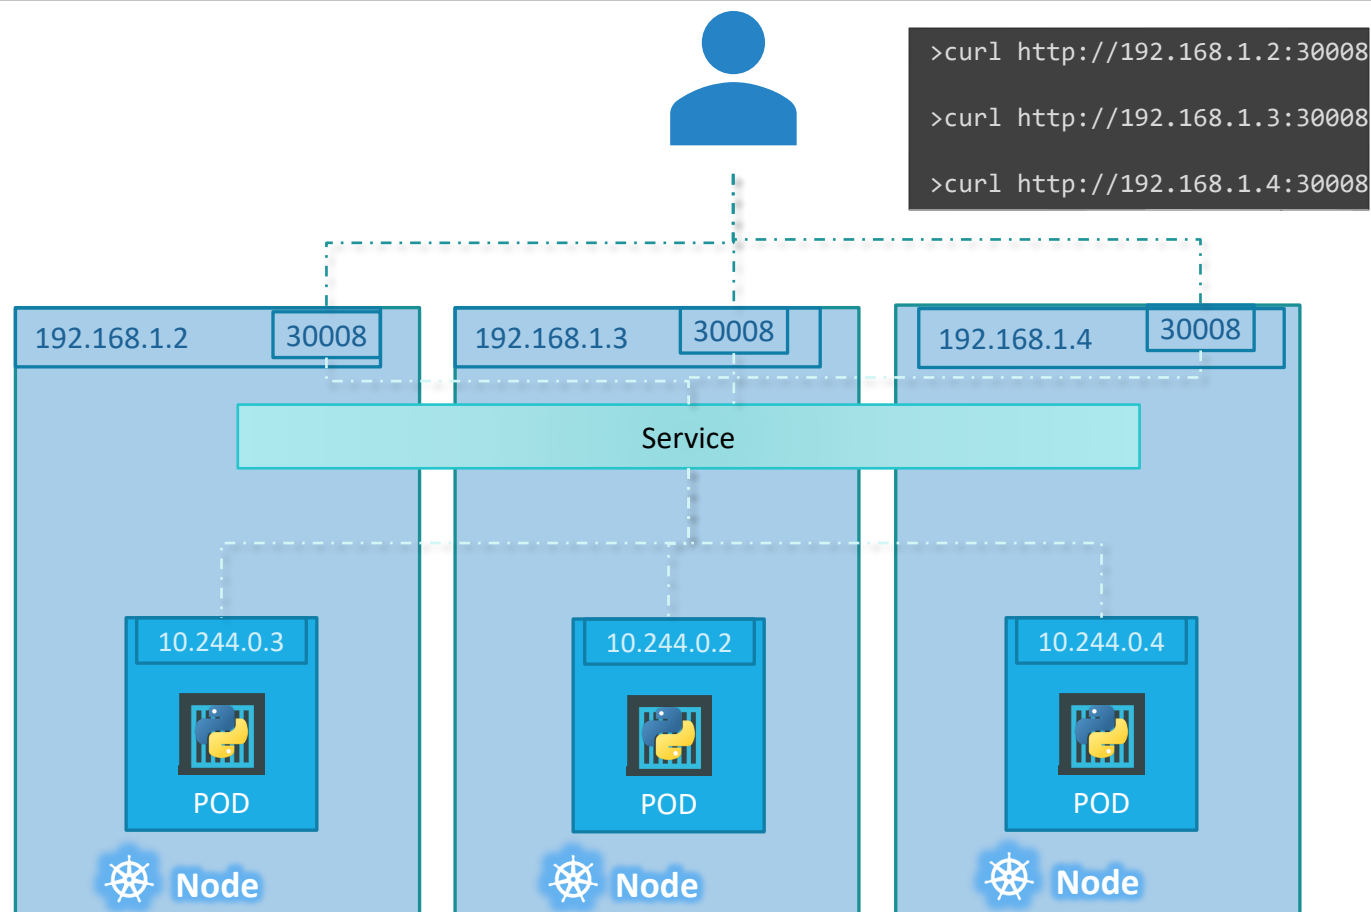 >curl http://192.168.1.2:30008
>curl http://192.168.1.3:30008
>curl http://192.168.1.4:30008
192.168.1.2
30008
192.168.1.3
30008
192.168.1.4
30008
Service
10.244.0.3
10.244.0.2
10.244.0.4
POD
POD
POD
Node
Node
Node